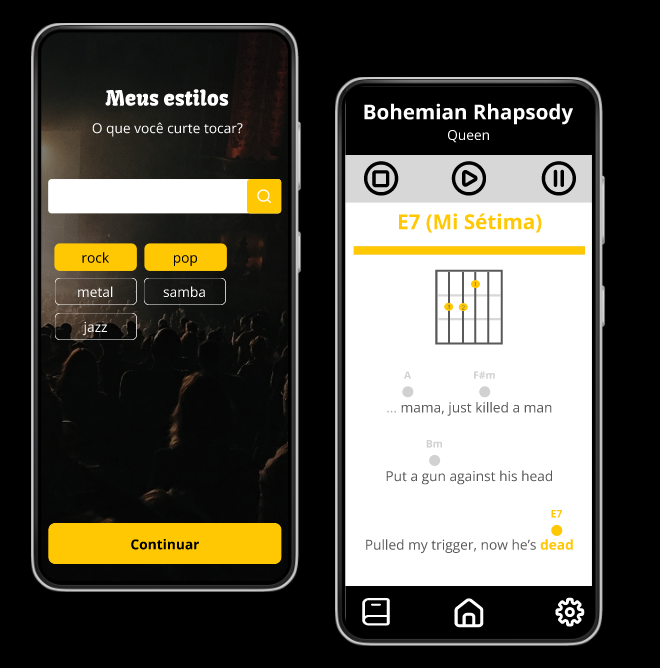 Meus estilos
O que você curte tocar?
rock
pop
metal
samba
jazz
Continuar
Bohemian Rhapsody
Queen
E7 (Mi Sétima)
A F#m
... mama, just killed a man
Bm
Put a gun against his head
E7
Pulled my trigger, now he's dead